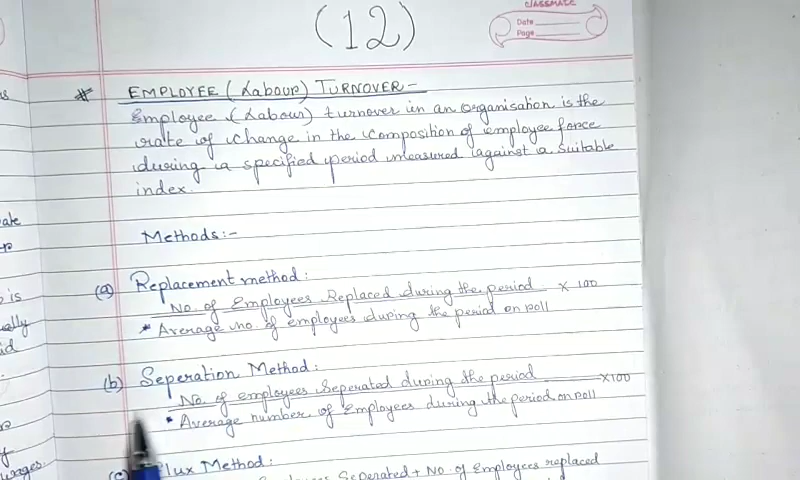 CLASSMATE
Date
Page
(12)
* EMPLOYEE (Labour) TURNOVER -
Employee (Labour) turnover in an organisation is the
rate of change in the composition of employee force
during a specified period measured against a suitable
index.
Methods:-
(a) Replacement method:
No. of Employees Replaced during the period × 100
* Average no. of employees during the period on roll
(b) Seperation Method:
No. of employees Seperated during the period ×100
* Average number of Employees during the period on roll
(c) Flux Method:
Seperated + No. of Employees replaced
is
id
wages.